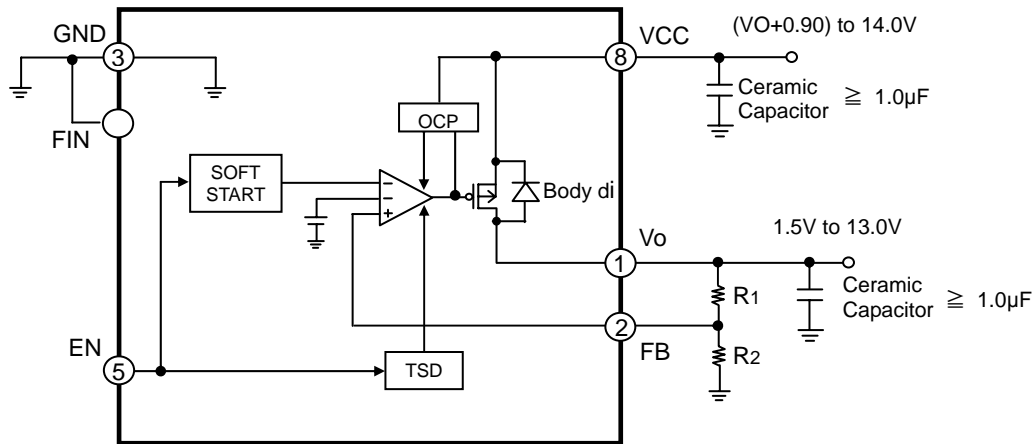 GND
3
FIN
VCC
8
(VO+0.90) to 14.0V
Ceramic
Capacitor ≧ 1.0µF
OCP
SOFT
START
Body di
Vo
1
1.5V to 13.0V
R1
Ceramic
Capacitor ≧ 1.0µF
2
FB
R2
EN
5
TSD